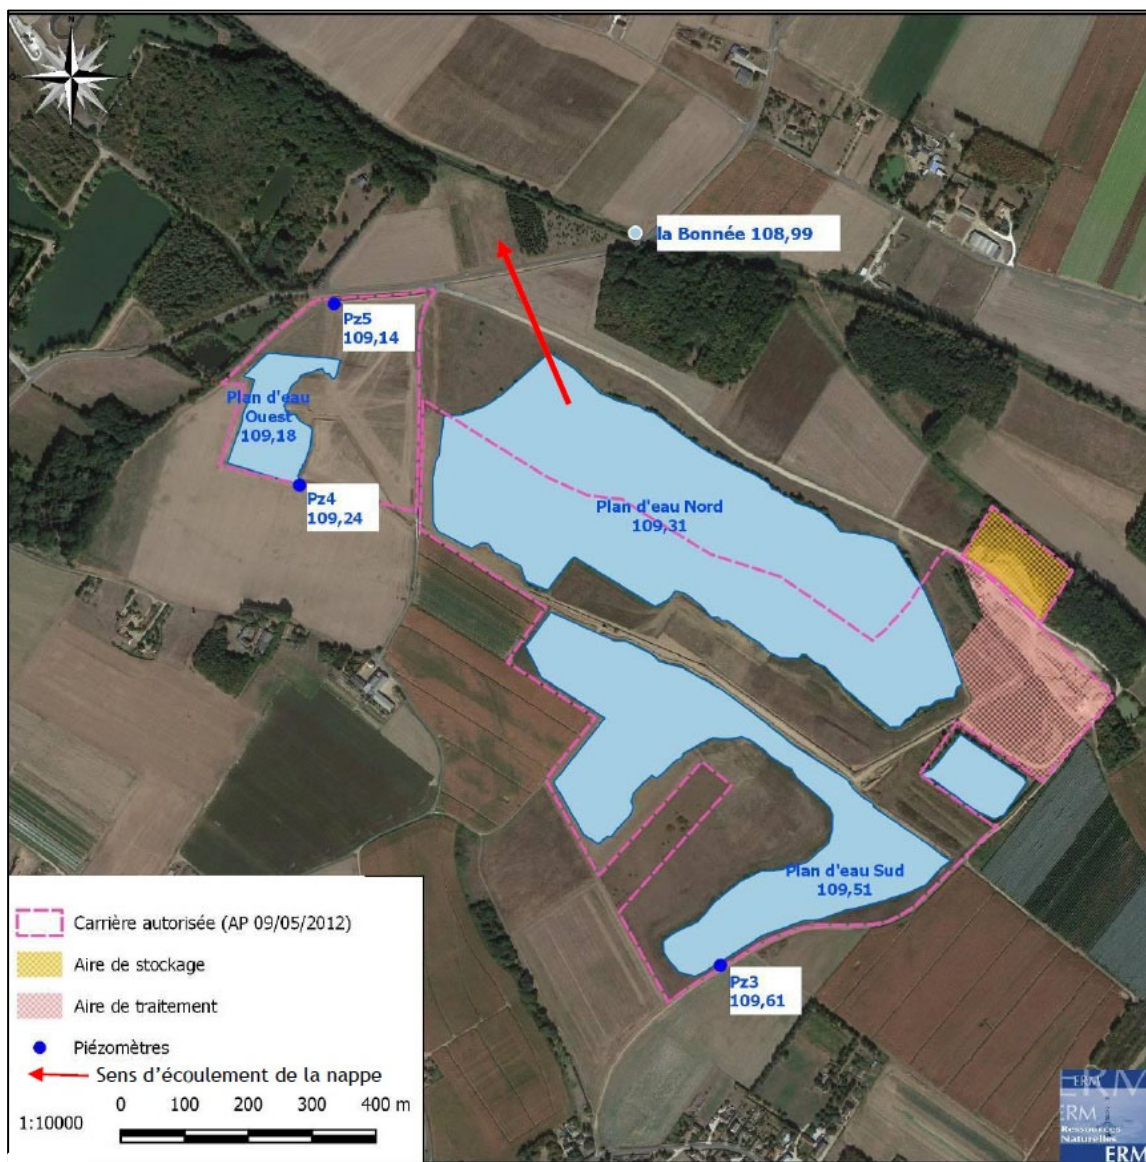 N
la Bonnée 108,99
Pz5
109,14
Plan d'eau
Ouest
109,18
Pz4
109,24
Plan d'eau Nord
109,31
Plan d'eau Sud
109,51
Pz3
109,61
Carrière autorisée (AP 09/05/2012)
Aire de stockage
Aire de traitement
Piézomètres
Sens d'écoulement de la nappe
1:10000
0 100 200 300 400 m
ERM
ERM
ERM
Ressources
Naturelles
ERM